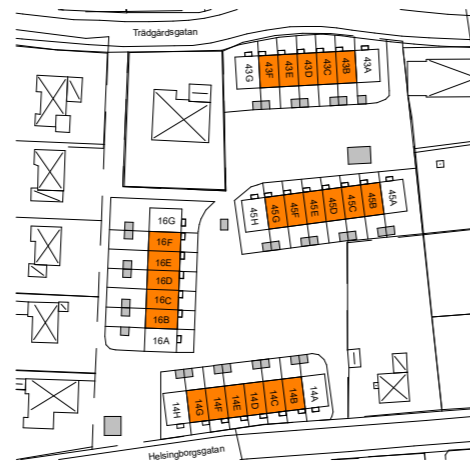 Trädgårdsgatan
43G 43F 43E 43D 43C 43B 43A
45H 45G 45F 45E 45D 45C 45B 45A
16G
16F
16E
16D
16C
16B
16A
14H 14G 14F 14E 14D 14C 14B 14A
Helsingborgsgatan